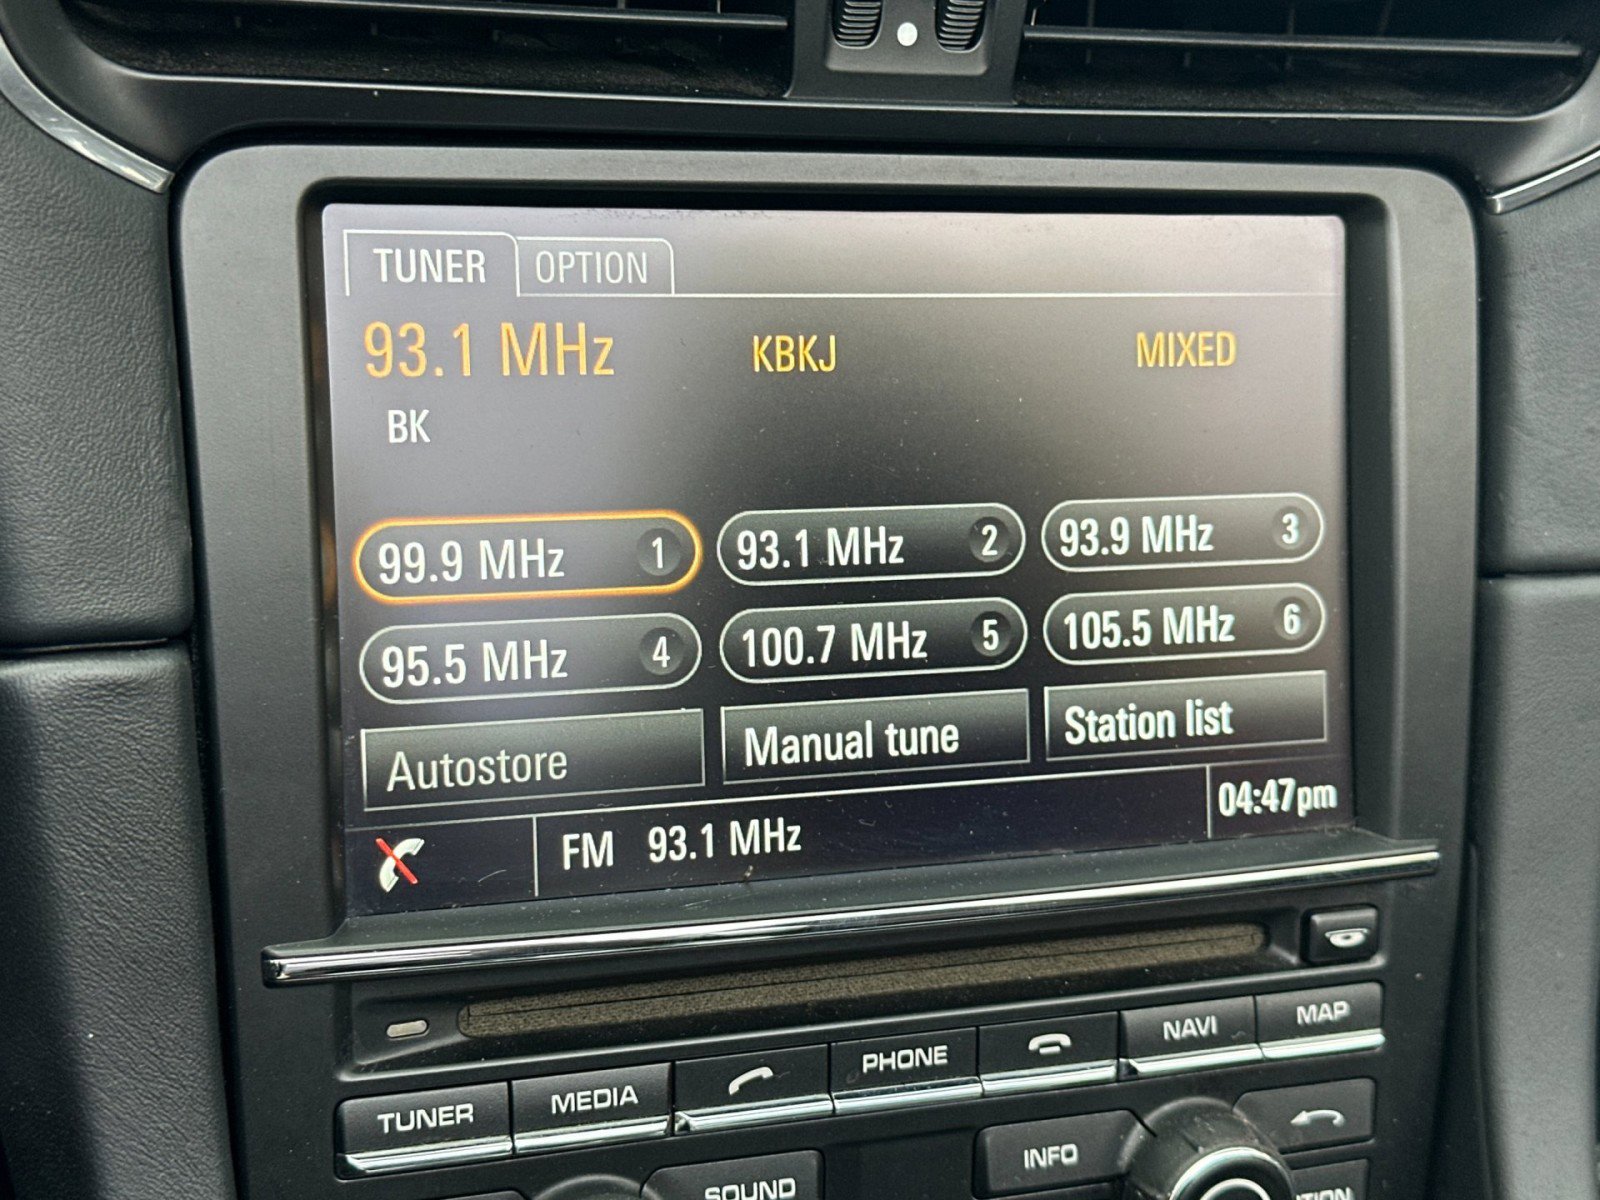 TUNER OPTION
93.1 MHz KBKJ MIXED
BK
99.9 MHz 1 93.1 MHz 2 93.9 MHz 3
95.5 MHz 4 100.7 MHz 5 105.5 MHz 6
Autostore Manual tune Station list
FM 93.1 MHz 04:47pm
TUNER MEDIA PHONE NAVI MAP
INFO
SOUND